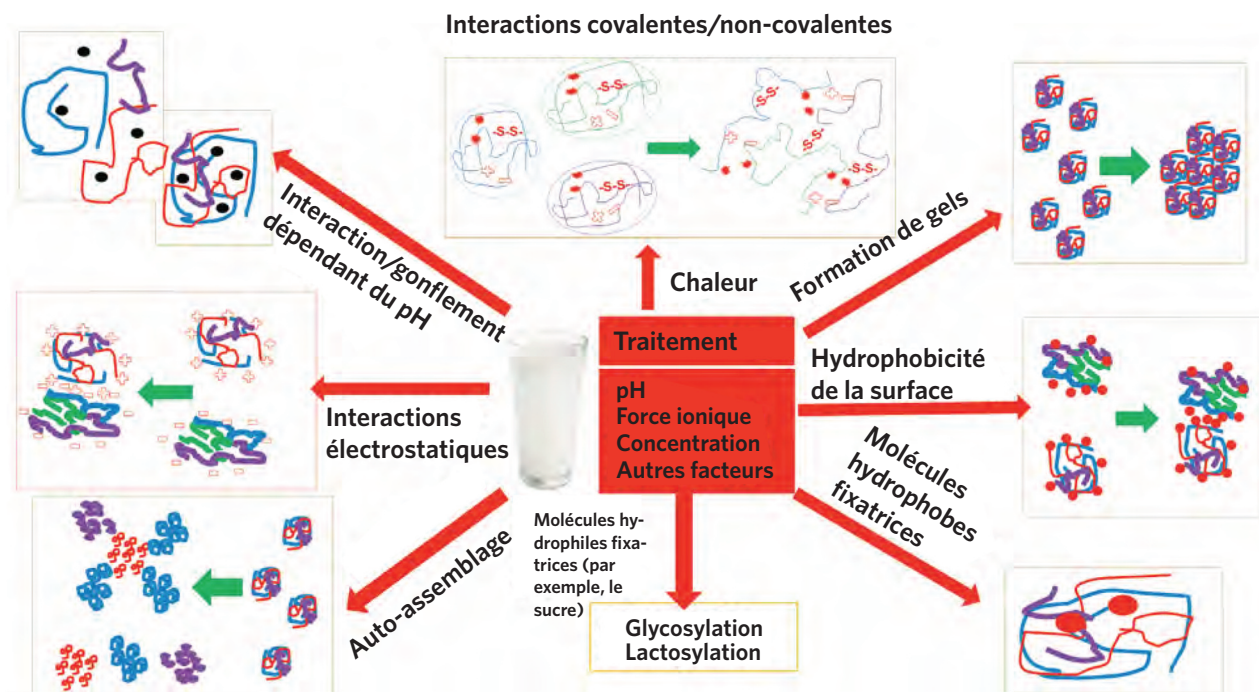 Interactions covalentes/non-covalentes
-S-S-
-S-S-
-S-S-
-S-S-
-S-S-
-S-S-
Interaction/gonflement
dépendant du pH
Chaleur
Formation de gels
Traitement
pH
Force ionique
Concentration
Autres facteurs
Hydrophobicité
de la surface
Interactions
électrostatiques
Molécules
hydrophobes
fixatrices
Auto-assemblage
Molécules hy-
drophiles fixa-
trices (par
exemple, le
sucre)
Glycosylation
Lactosylation